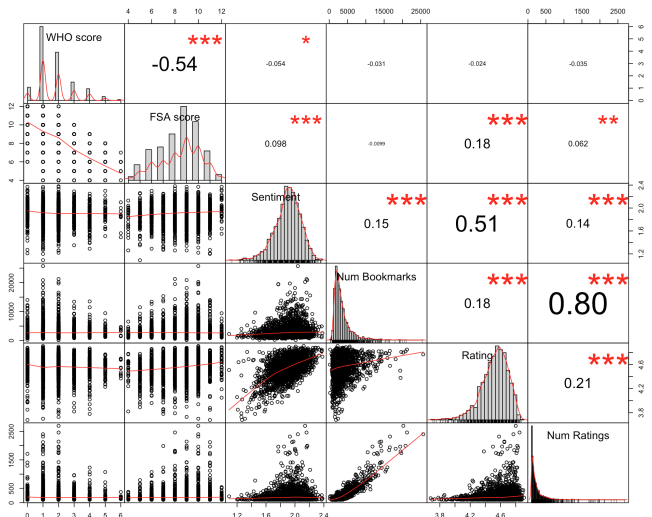 4 6 8 10 12
0 5000 15000 25000
0 500 1500 2500
WHO score
-0.54
***
-0.054
*
-0.031
-0.024
-0.035
0 1 2 3 4 5 6
4 6 8 10 12
FSA score
0.098
***
-0.0099
0.18
***
0.062
**
Sentiment
0.15
***
0.51
***
0.14
***
1.2 1.6 2.0 2.4
0 10000 20000
Num Bookmarks
0.18
***
0.80
***
Rating
0.21
***
3.8 4.2 4.6
0 500 1500 2500
Num Ratings
0 1 2 3 4 5 6
1.2 1.6 2.0 2.4
3.8 4.2 4.6